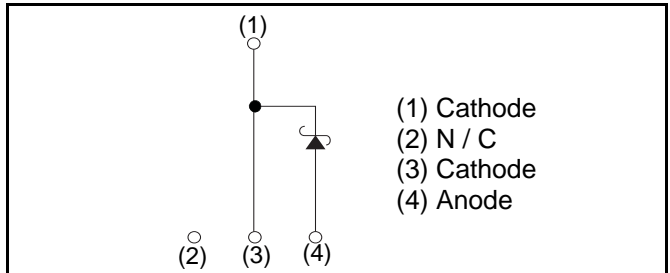 (1)
(1) Cathode
(2) N / C
(3) Cathode
(4) Anode
(2) (3) (4)